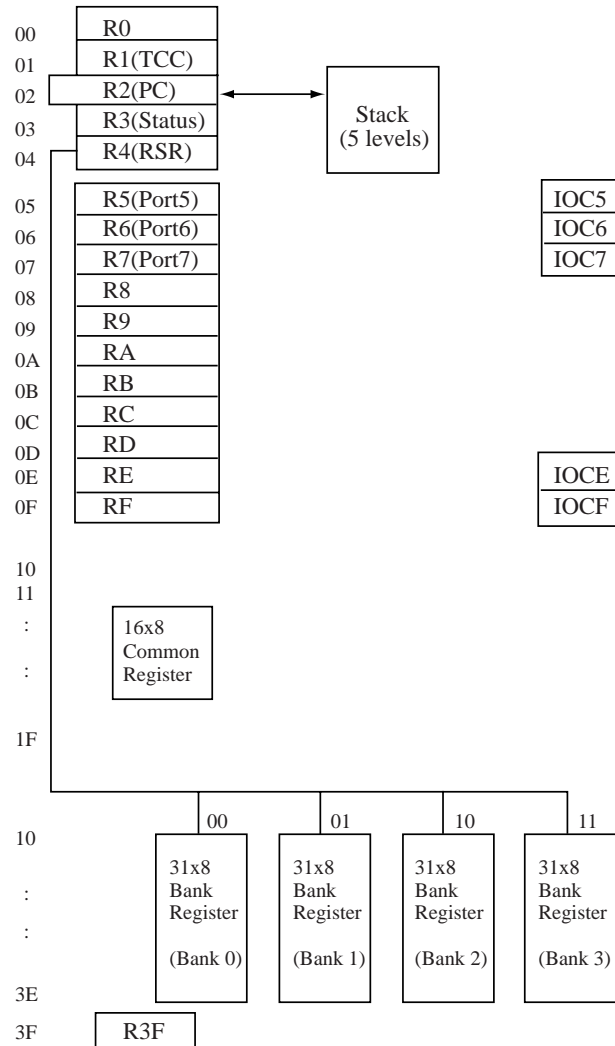 00 R0
01 R1(TCC)
02 R2(PC)
03 R3(Status)
04 R4(RSR)
Stack
(5 levels)
05 R5(Port5) IOC5
06 R6(Port6) IOC6
07 R7(Port7) IOC7
08 R8
09 R9
0A RA
0B RB
0C RC
0D RD
0E RE IOCE
0F RF IOCF
10
11
:
:
1F
16x8
Common
Register
00 01 10 11
10
:
:
3E
31x8
Bank
Register
(Bank 0)
31x8
Bank
Register
(Bank 1)
31x8
Bank
Register
(Bank 2)
31x8
Bank
Register
(Bank 3)
3F R3F